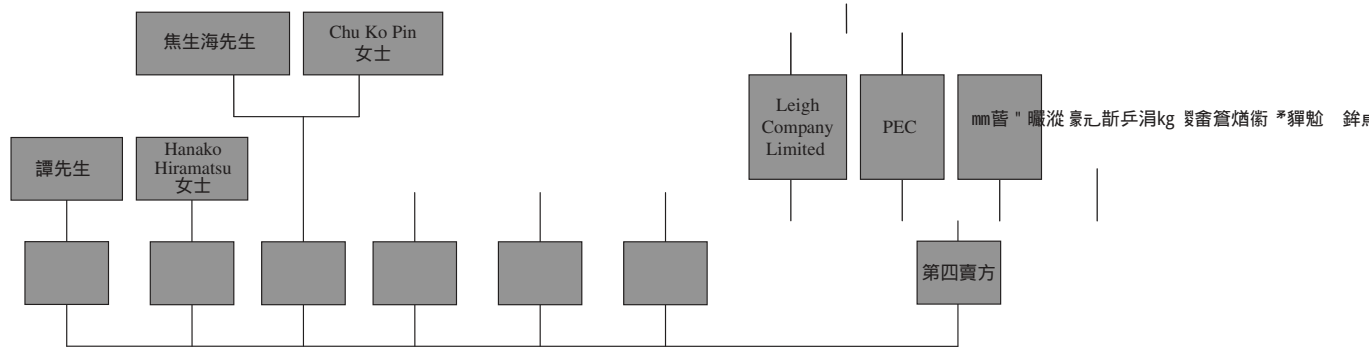 焦生海先生
Chu Ko Pin
女士
Leigh
Company
Limited
PEC
譚先生
Hanako
Hiramatsu
女士
第四賣方